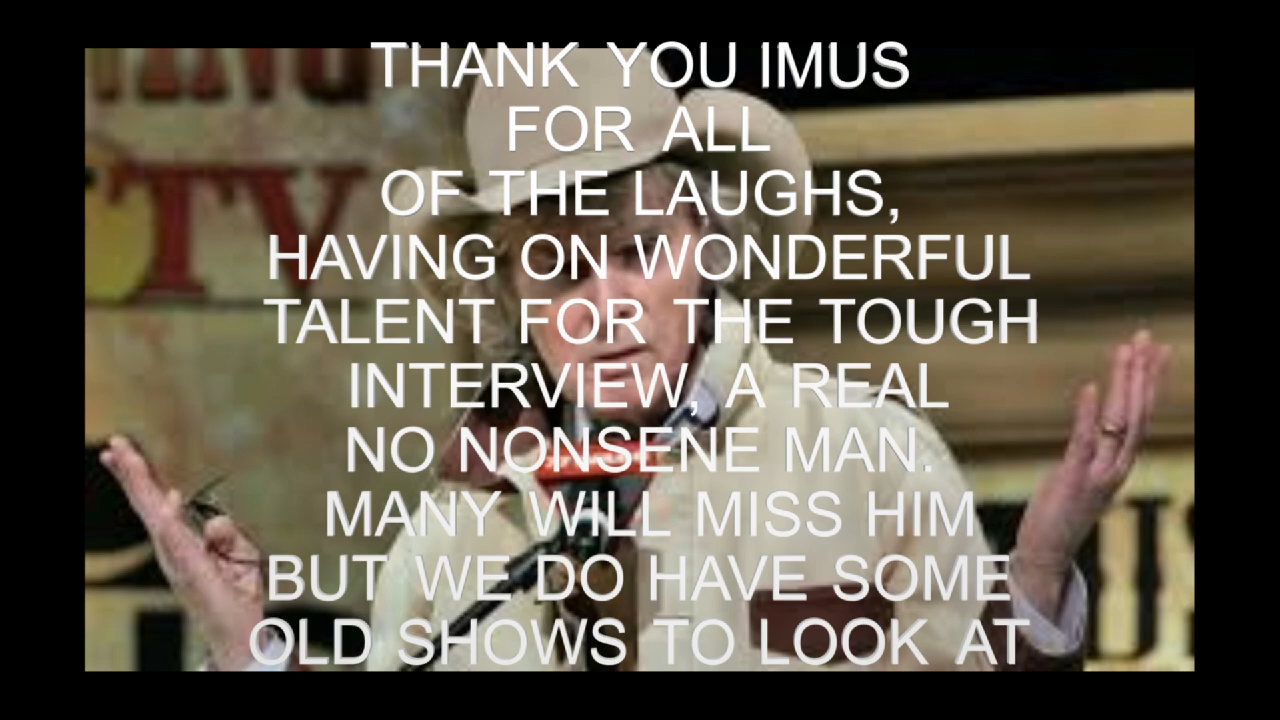 THANK YOU IMUS
FOR ALL
OF THE LAUGHS,
HAVING ON WONDERFUL
TALENT FOR THE TOUGH
INTERVIEW, A REAL
NO NONSENE MAN.
MANY WILL MISS HIM
BUT WE DO HAVE SOME
OLD SHOWS TO LOOK AT
TV